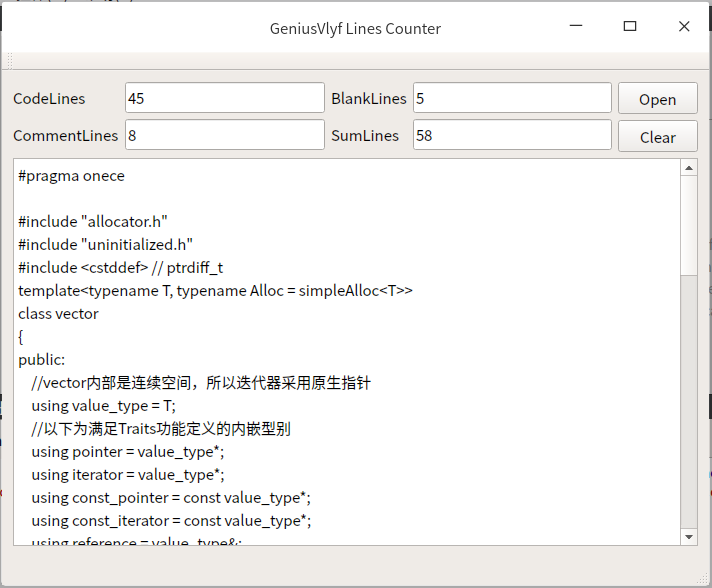 GeniusVlyf Lines Counter
CodeLines 45 BlankLines 5 Open
CommentLines 8 SumLines 58 Clear
#pragma onece
#include "allocator.h"
#include "uninitialized.h"
#include <cstddef> // ptrdiff_t
template<typename T, typename Alloc = simpleAlloc<T>>
class vector
{
public:
//vector内部是连续空间，所以迭代器采用原生指针
using value_type = T;
//以下为满足Traits功能定义的内嵌型别
using pointer = value_type*;
using iterator = value_type*;
using const_pointer = const value_type*;
using const_iterator = const value_type*;
using reference = value_type&;